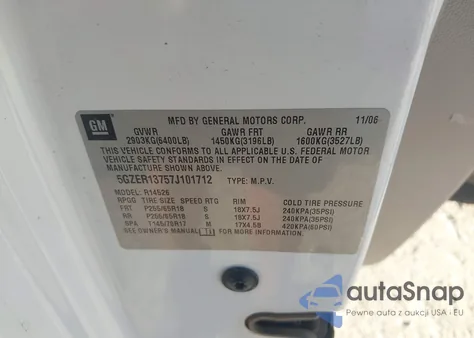 GM
MFD BY GENERAL MOTORS CORP. 11/06
GVWR GAWR FRT GAWR RR
2903KG(6400LB) 1450KG(3196LB) 1600KG(3527LB)
THIS VEHICLE CONFORMS TO ALL APPLICABLE U.S. FEDERAL MOTOR
VEHICLE SAFETY STANDARDS IN EFFECT ON THE DATE OF
MANUFACTURE SHOWN ABOVE.
5GZER13757J101712 TYPE: M.P.V.
MODEL: R14526
RPOG TIRE SIZE SPEED RTG RIM COLD TIRE PRESSURE
FRT P255/65R18 S 18X7.5J 240KPA(35PSI)
RR P255/65R18 S 18X7.5J 240KPA(35PSI)
SPA T145/75R17 M 17X4.5B 420KPA(60PSI)
SEE OWNER'S MANUAL FOR ADDITIONAL INFORMATION.
autoSnap
Pewne auta z aukcji USA - EU